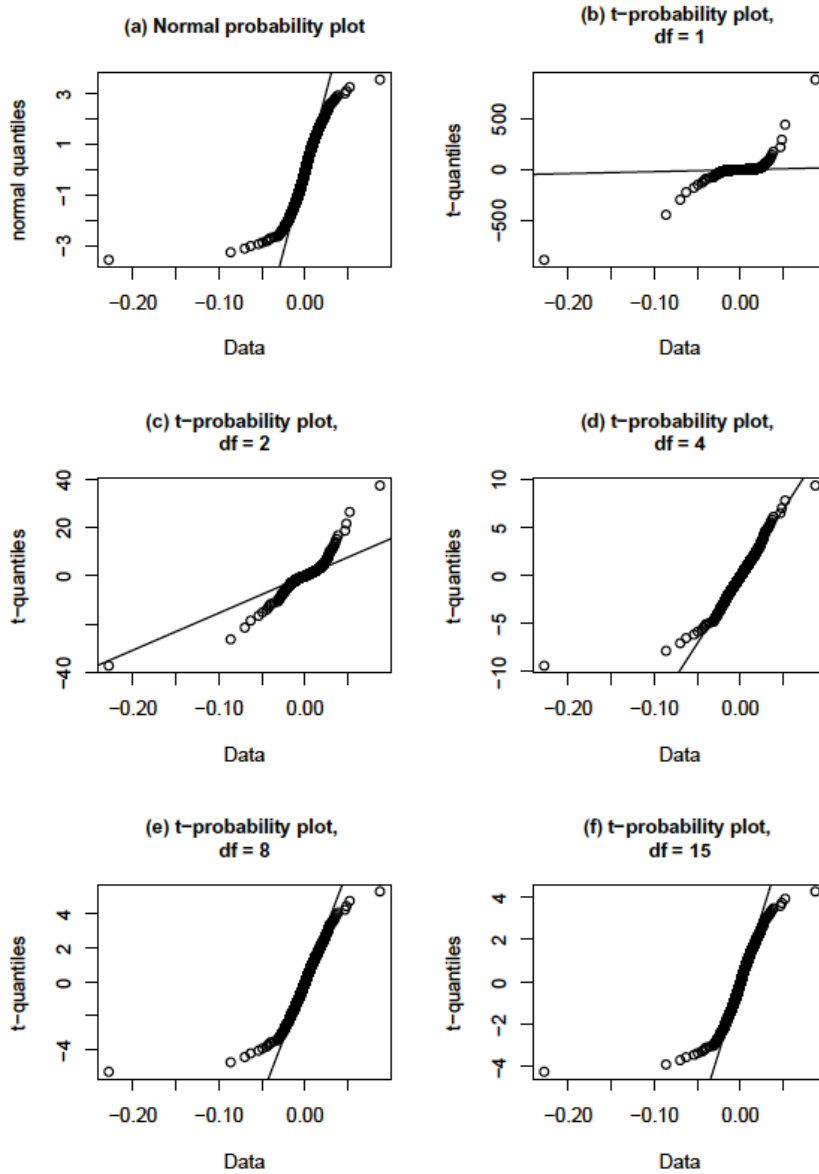 (a) Normal probability plot
normal quantiles
3
1
−1
−3
−0.20
−0.10
0.00
Data
(b) t−probability plot,
df = 1
t−quantiles
500
0
−500
−0.20
−0.10
0.00
Data
(c) t−probability plot,
df = 2
t−quantiles
40
20
0
−40
−0.20
−0.10
0.00
Data
(d) t−probability plot,
df = 4
t−quantiles
10
5
0
−5
−10
−0.20
−0.10
0.00
Data
(e) t−probability plot,
df = 8
t−quantiles
4
2
0
−4
−0.20
−0.10
0.00
Data
(f) t−probability plot,
df = 15
t−quantiles
4
2
0
−2
−4
−0.20
−0.10
0.00
Data